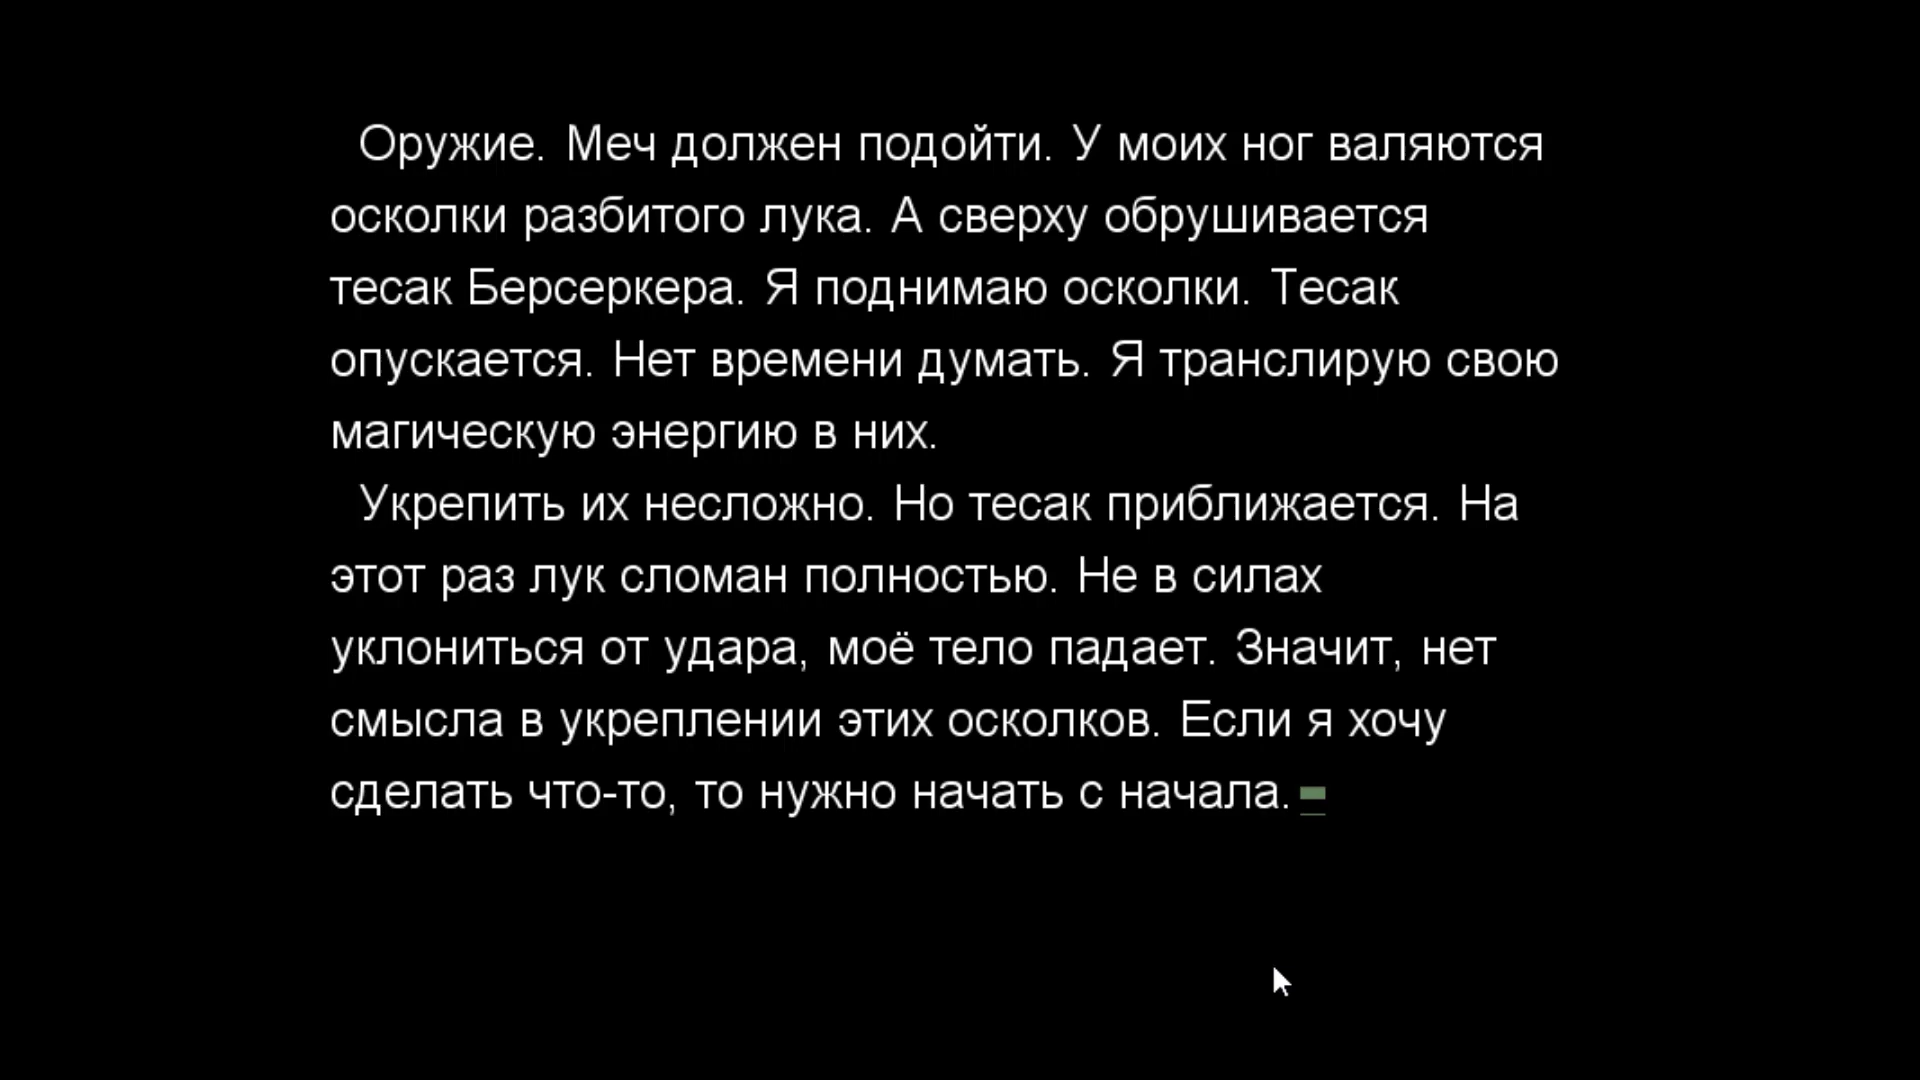 Оружие. Меч должен подойти. У моих ног валяются
осколки разбитого лука. А сверху обрушивается
тесак Берсеркера. Я поднимаю осколки. Тесак
опускается. Нет времени думать. Я транслирую свою
магическую энергию в них.
Укрепить их несложно. Но тесак приближается. На
этот раз лук сломан полностью. Не в силах
уклониться от удара, моё тело падает. Значит, нет
смысла в укреплении этих осколков. Если я хочу
сделать что-то, то нужно начать с начала.